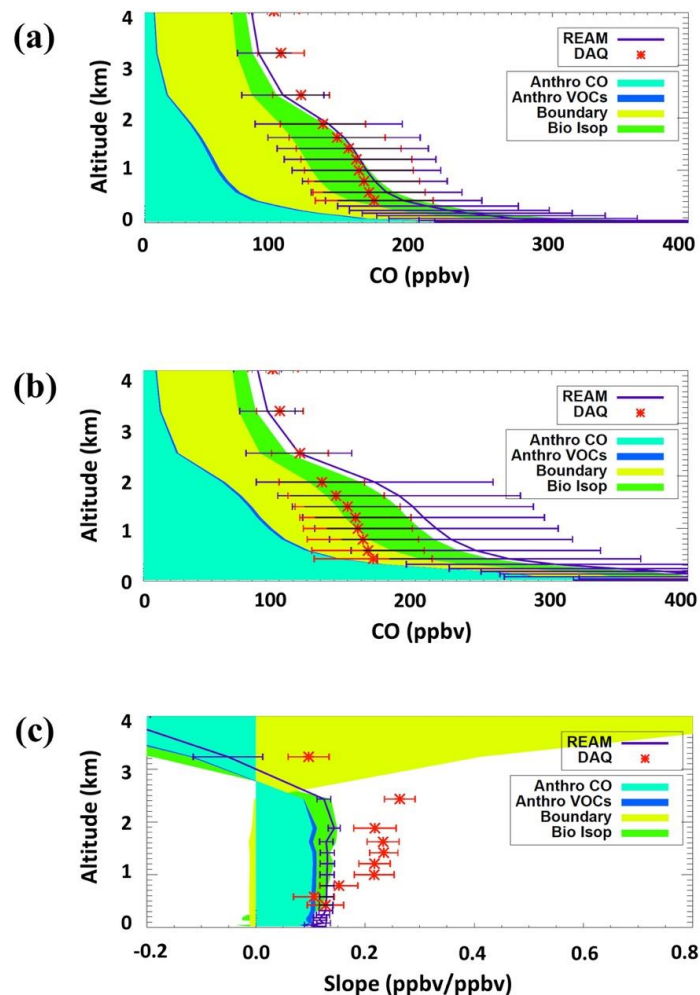 (a)
4
3
2
1
0
Altitude (km)
REAM
DAQ
Anthro CO
Anthro VOCs
Boundary
Bio Isop
0 100 200 300 400
CO (ppbv)
(b)
4
3
2
1
0
Altitude (km)
REAM
DAQ
Anthro CO
Anthro VOCs
Boundary
Bio Isop
0 100 200 300 400
CO (ppbv)
(c)
4
3
2
1
0
Altitude (km)
REAM
DAQ
Anthro CO
Anthro VOCs
Boundary
Bio Isop
-0.2 0.0 0.2 0.4 0.6 0.8
Slope (ppbv/ppbv)